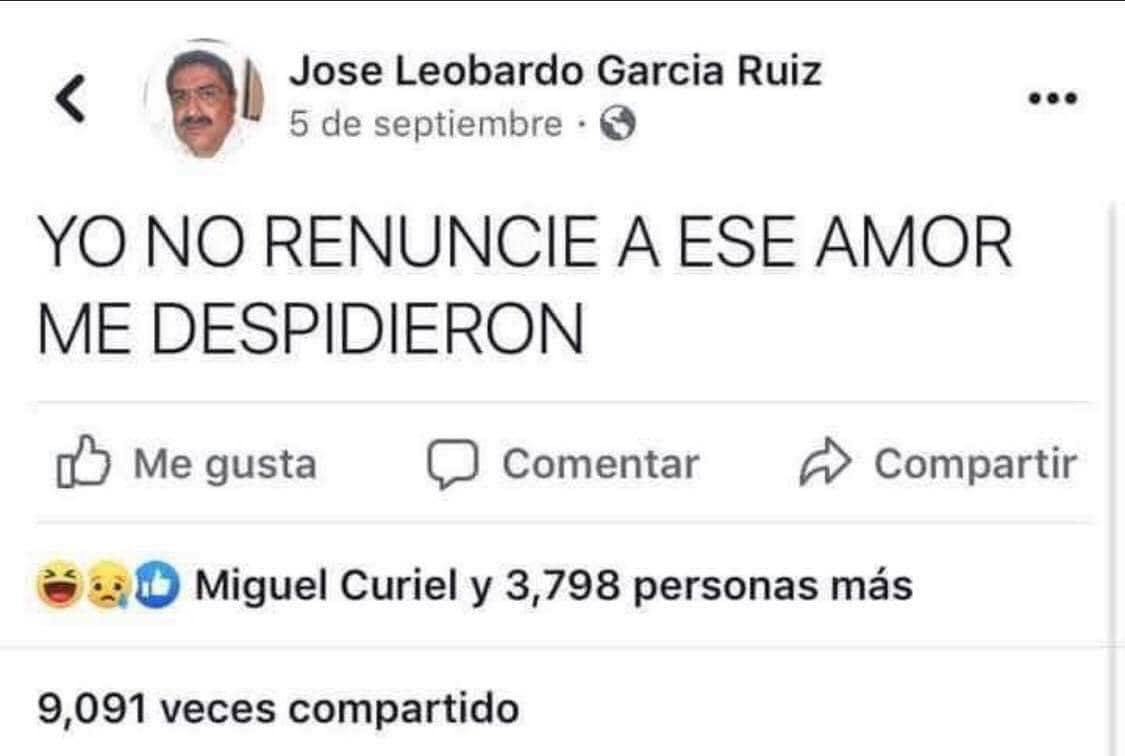 Jose Leobardo Garcia Ruiz
5 de septiembre ·
YO NO RENUNCIE A ESE AMOR
ME DESPIDIERON
Me gusta Comentar Compartir
Miguel Curiel y 3,798 personas más
9,091 veces compartido